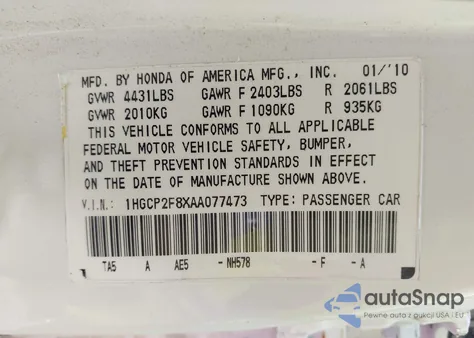 MFD. BY HONDA OF AMERICA MFG., INC. 01/'10
GVWR 4431LBS GAWR F 2403LBS R 2061LBS
GVWR 2010KG GAWR F 1090KG R 935KG
THIS VEHICLE CONFORMS TO ALL APPLICABLE
FEDERAL MOTOR VEHICLE SAFETY, BUMPER,
AND THEFT PREVENTION STANDARDS IN EFFECT
ON THE DATE OF MANUFACTURE SHOWN ABOVE.
V.I.N.: 1HGCP2F8XAA077473 TYPE: PASSENGER CAR
TA5 A AE5 -NH578 -F -A
autoSnap
Pewne auto z aukcji USA i EU